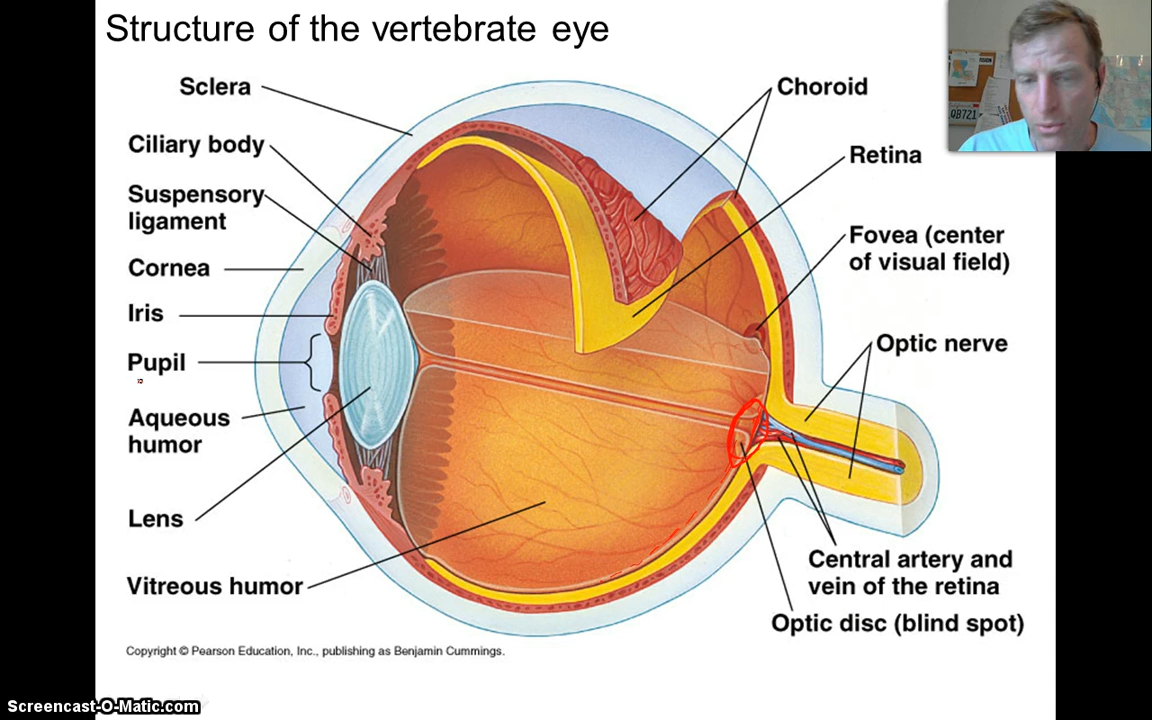 Structure of the vertebrate eye
Sclera
Ciliary body
Suspensory
ligament
Cornea
Iris
Pupil
Aqueous
humor
Lens
Vitreous humor
Choroid
Retina
Fovea (center
of visual field)
Optic nerve
Central artery and
vein of the retina
Optic disc (blind spot)
Copyright © Pearson Education, Inc., publishing as Benjamin Cummings.
QB721
Screencast-O-Matic.com